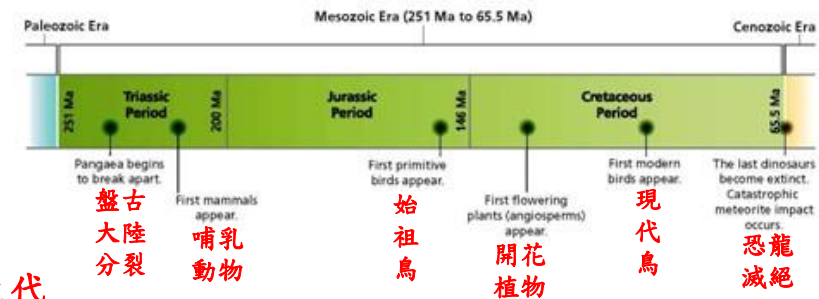 Mesozoic Era (251 Ma to 65.5 Ma)
Paleozoic Era
Cenozoic Era
251 Ma
Triassic
Period
200 Ma
Jurassic
Period
146 Ma
Cretaceous
Period
65.5 Ma
Pangaea begins
to break apart.
盤古
大陸
分裂
First mammals
appear.
哺乳
動物
First primitive
birds appear.
始
祖
鳥
First flowering
plants (angiosperms)
appear.
開花
植物
First modern
birds appear.
現
代
鳥
The last dinosaurs
become extinct.
Catastrophic
meteorite impact
occurs.
恐龍
滅絕
代